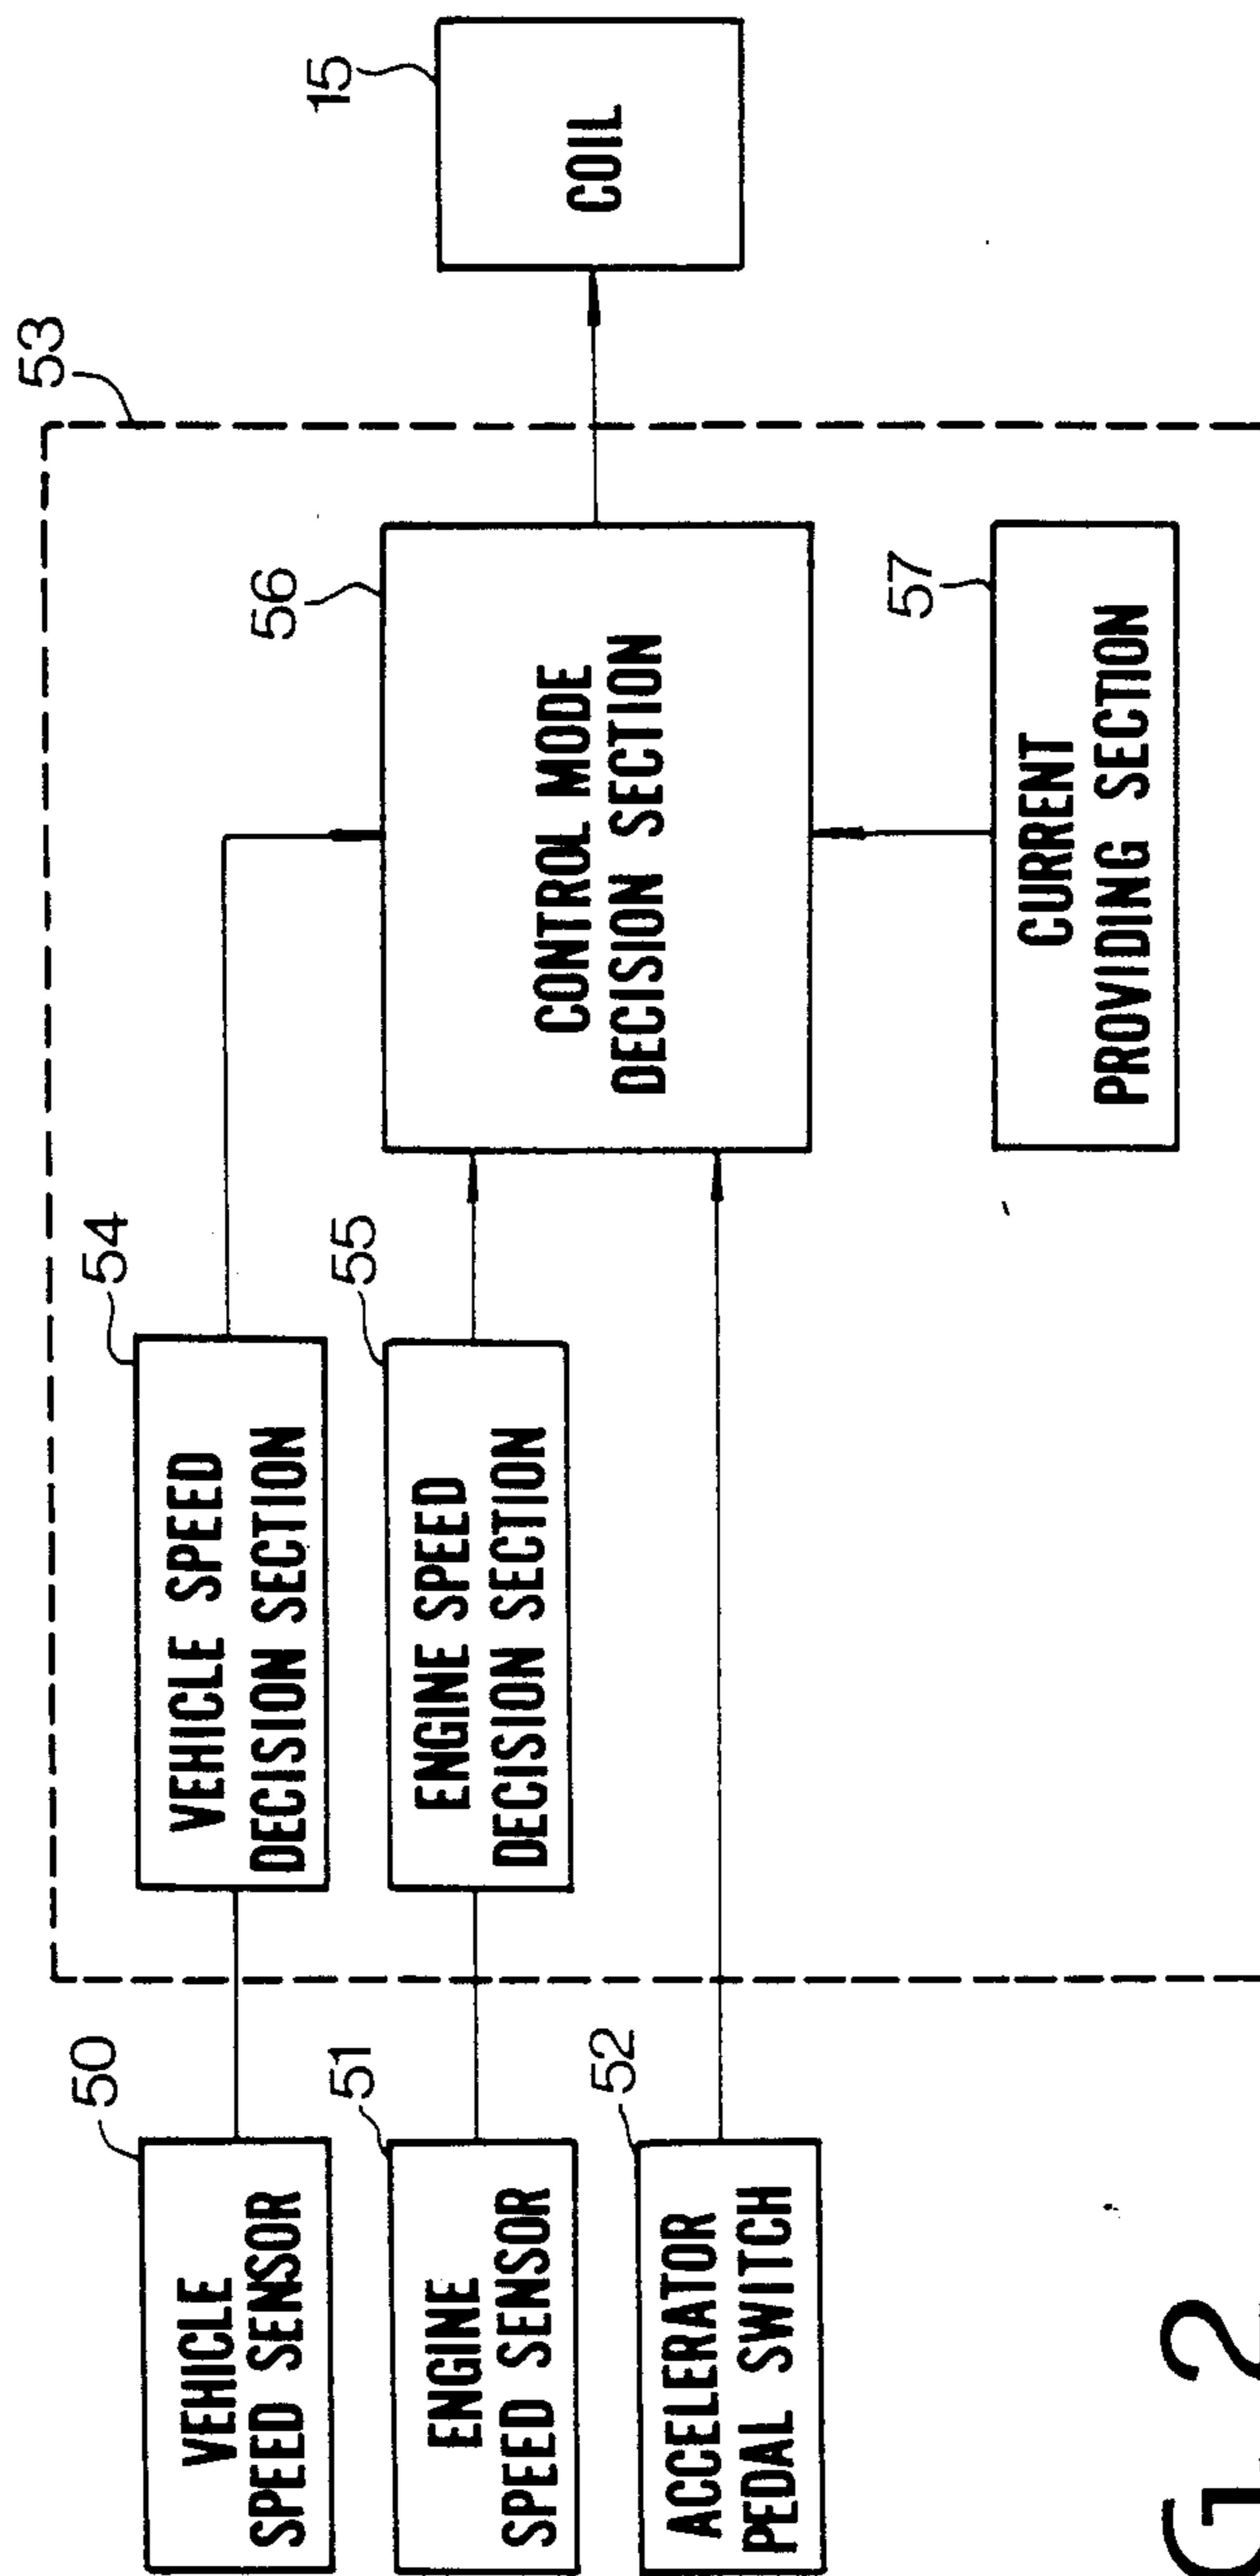 50
VEHICLE
SPEED SENSOR
51
ENGINE
SPEED SENSOR
52
ACCELERATOR
PEDAL SWITCH
53
54
VEHICLE SPEED
DECISION SECTION
55
ENGINE SPEED
DECISION SECTION
56
CONTROL MODE
DECISION SECTION
57
CURRENT
PROVIDING SECTION
15
COIL
G. 2